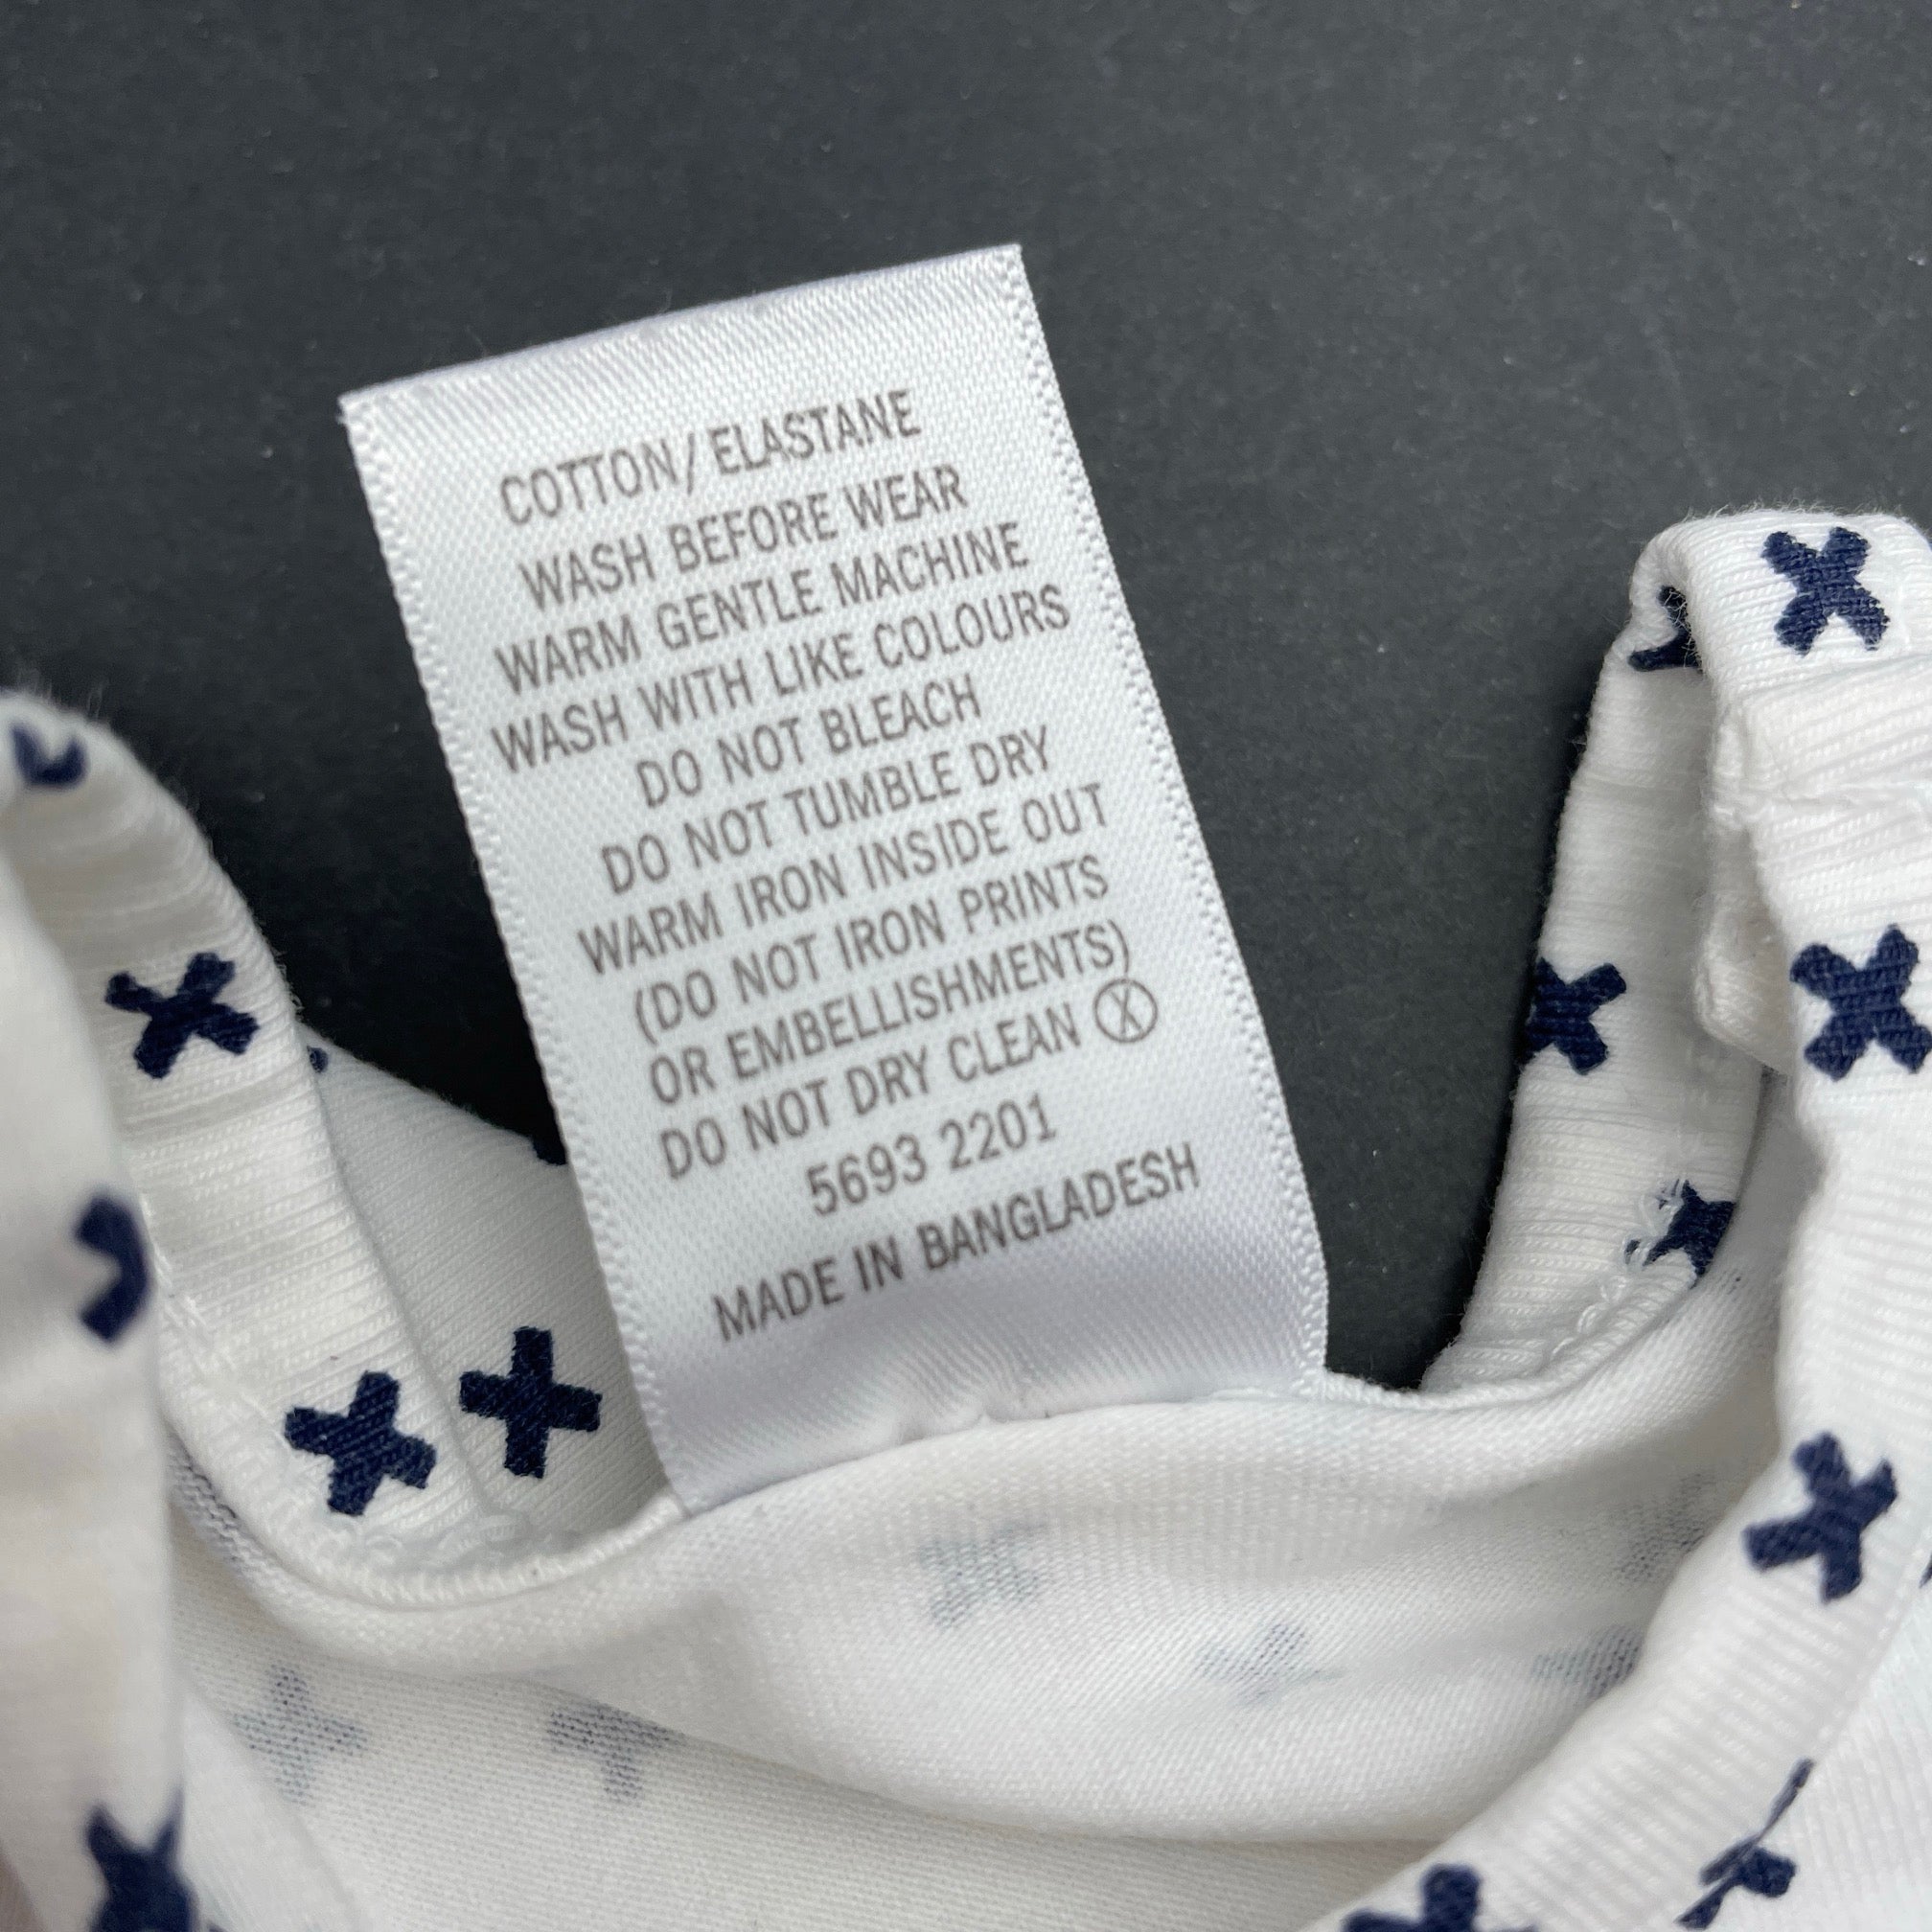 COTTON/ELASTANE
WASH BEFORE WEAR
WARM GENTLE MACHINE
WASH WITH LIKE COLOURS
DO NOT BLEACH
DO NOT TUMBLE DRY
WARM IRON INSIDE OUT
(DO NOT IRON PRINTS
OR EMBELLISHMENTS)
DO NOT DRY CLEAN Ⓧ
5693 2201
MADE IN BANGLADESH